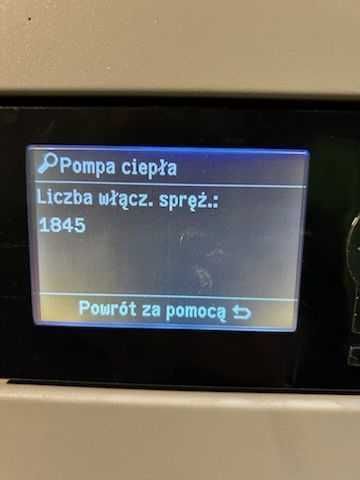 Pompa ciepła
Liczba włącz. spręż.:
1845
Powrót za pomocą